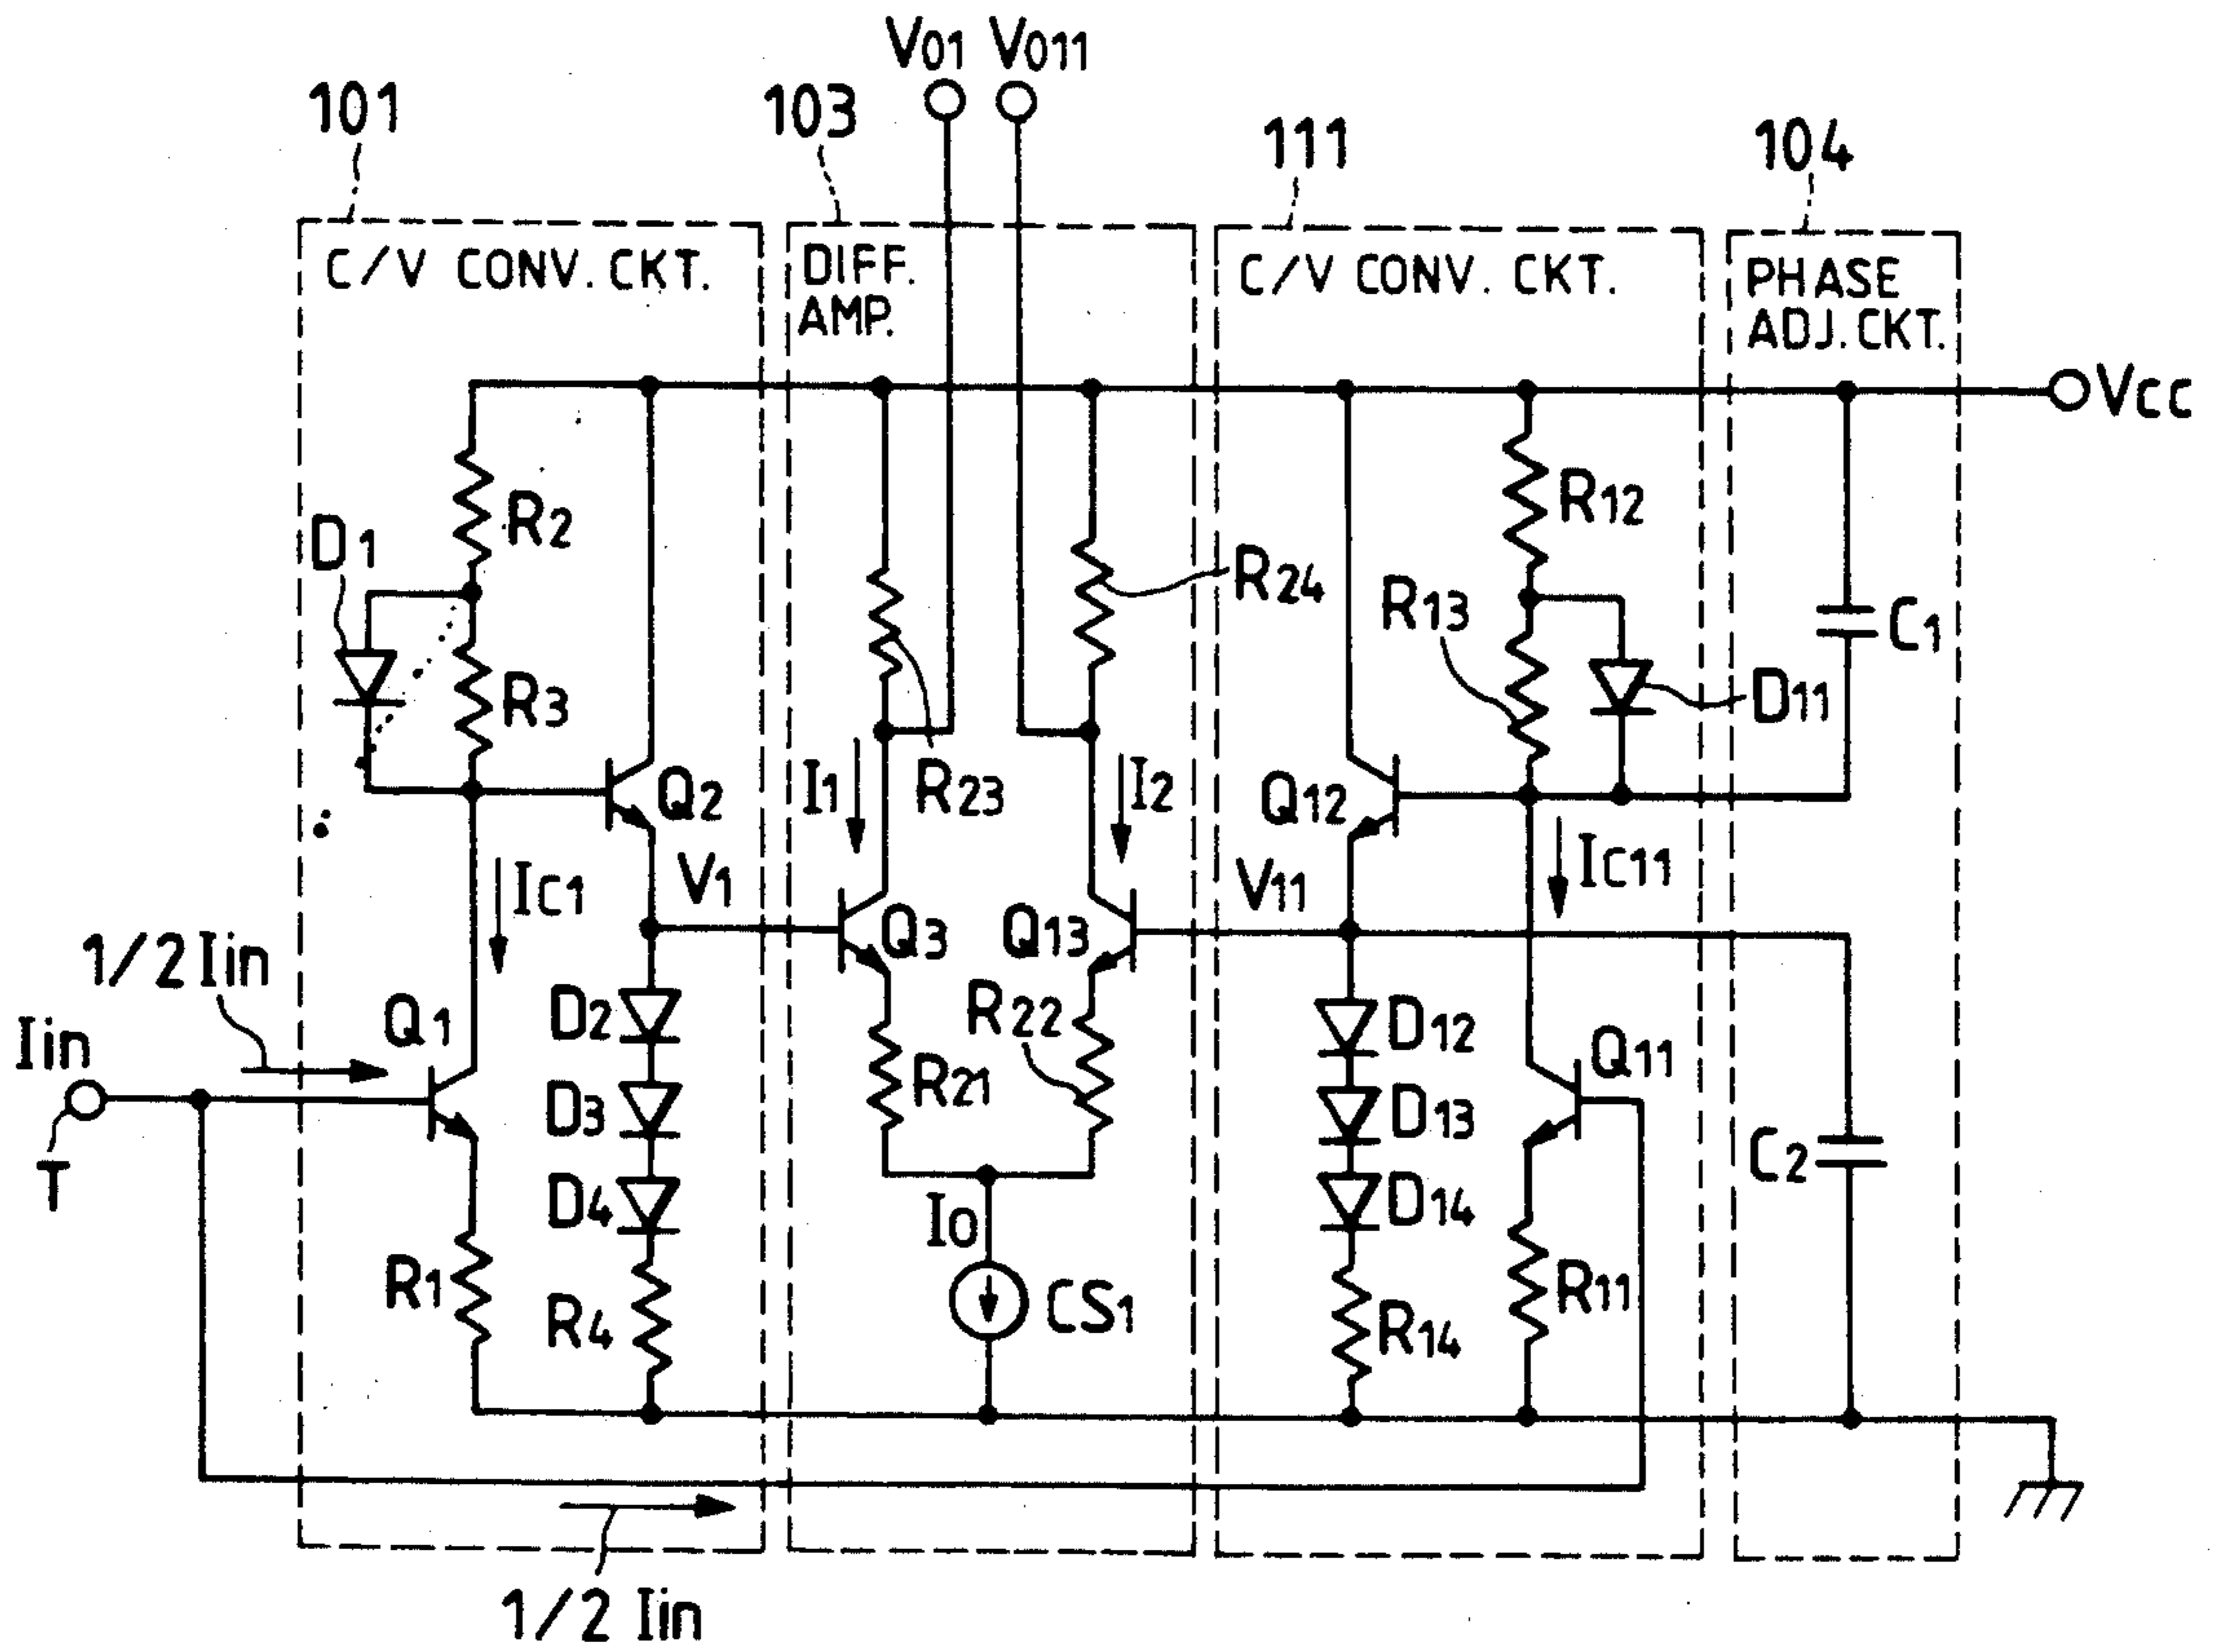 V01 V011
101
103
111
104
C/V CONV. CKT.
DIFF.
AMP.
C/V CONV. CKT.
PHASE
ADJ. CKT.
VCC
R2
R12
D1
R24
R13
C1
R3
D11
Q2
I1
R23
I2
Q12
IC1
V1
V11
IC11
Q3
Q13
1/2 Iin
Q1
D2
R22
D12
Q11
Iin
R21
D3
D13
T
C2
D4
D14
I0
R1
R4
CS1
R14
R11
1/2 Iin